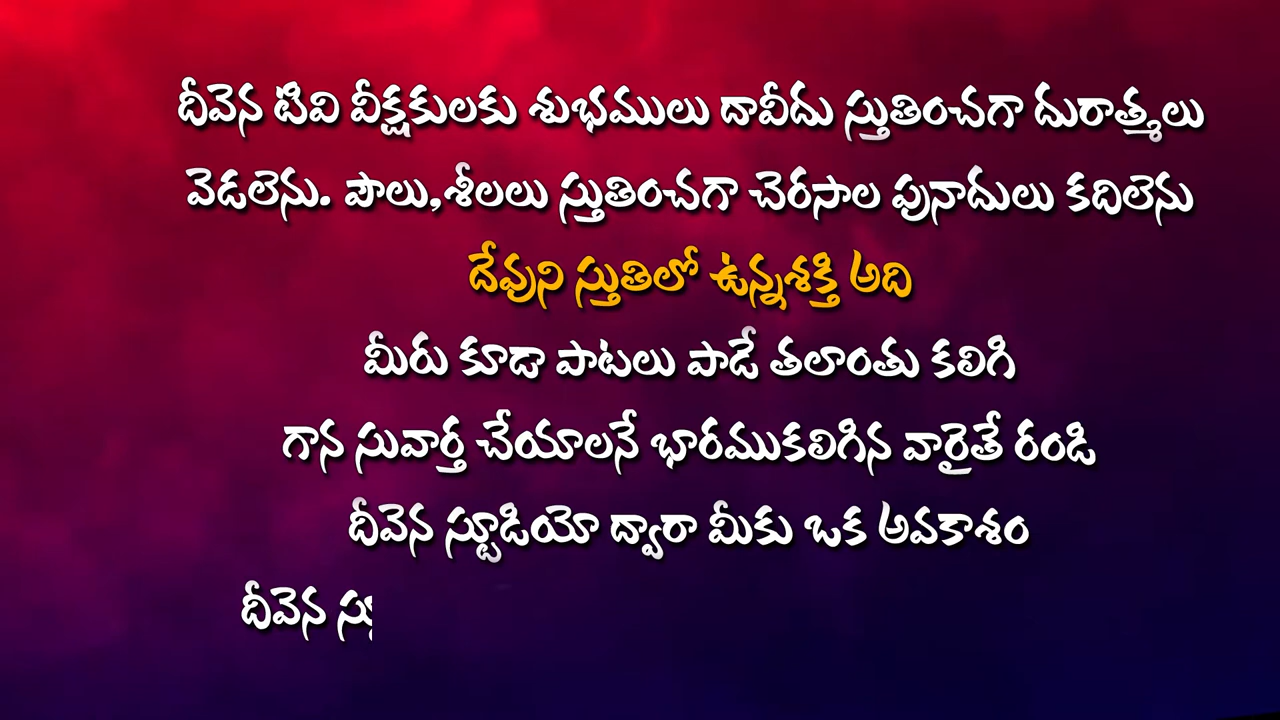 దీవెన టివి వీక్షకులకు శుభములు దావీదు స్తుతించగా దురాత్మలు
వెడలెను. పౌలు,శీలలు స్తుతించగా చెరసాల పునాదులు కదిలెను
దేవుని స్తుతిలో ఉన్నశక్తి అది
మీరు కూడా పాటలు పాడే తలాంతు కలిగి
గాన సువార్త చేయాలనే భారముకలిగిన వారైతే రండి
దీవెన స్టూడియో ద్వారా మీకు ఒక అవకాశం
దీవెన